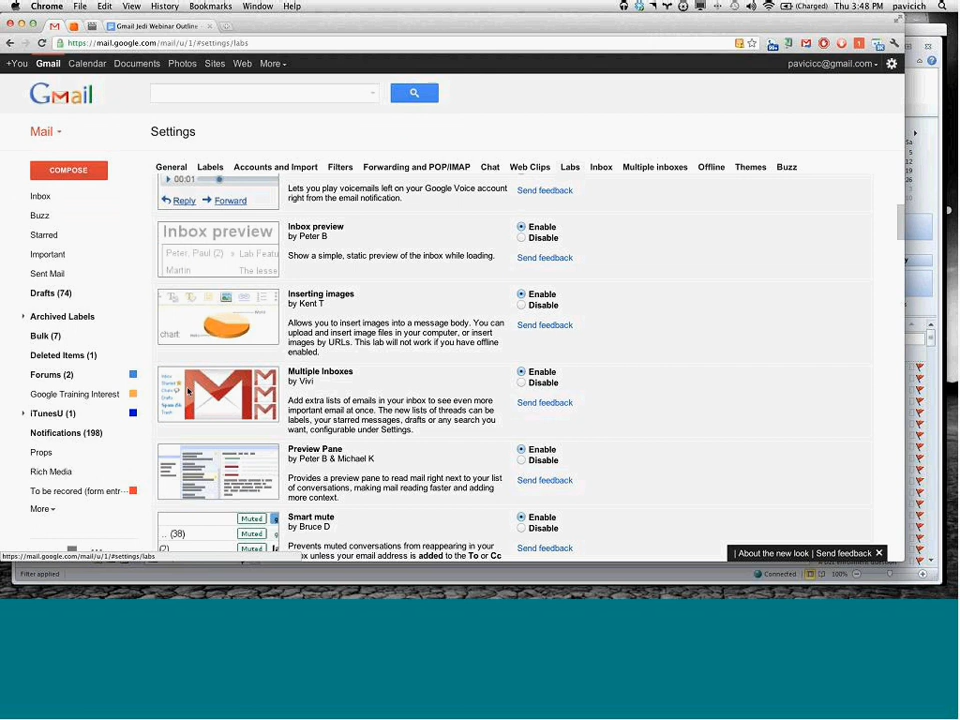 Chrome File Edit View History Bookmarks Window Help
(Charged) Thu 3:48 PM pavicich
Gmail Jedi Webinar Outline
https://mail.google.com/mail/u/1/#settings/labs
+You Gmail Calendar Documents Photos Sites Web More
pavicicc@gmail.com
Gmail
Mail
Settings
COMPOSE
General Labels Accounts and Import Filters Forwarding and POP/IMAP Chat Web Clips Labs Inbox Multiple inboxes Offline Themes Buzz
Inbox
Buzz
Starred
Important
Sent Mail
Drafts (74)
Archived Labels
Bulk (7)
Deleted Items (1)
Forums (2)
Google Training Interest
iTunesU (1)
Notifications (198)
Props
Rich Media
To be recored (form entr...
More
00:01
Reply Forward
Lets you play voicemails left on your Google Voice account
right from the email notification.
Send feedback
Inbox preview
Peter, Paul (2) Lab Featu
Martin The lesse
Inbox preview
by Peter B
Show a simple, static preview of the inbox while loading.
Enable
Disable
Send feedback
chart:
Inserting images
by Kent T
Allows you to insert images into a message body. You can
upload and insert image files in your computer, or insert
images by URLs. This lab will not work if you have offline
enabled.
Enable
Disable
Send feedback
Multiple Inboxes
by Vivi
Add extra lists of emails in your inbox to see even more
important email at once. The new lists of threads can be
labels, your starred messages, drafts or any search you
want, configurable under Settings.
Enable
Disable
Send feedback
Preview Pane
by Peter B & Michael K
Provides a preview pane to read mail right next to your list
of conversations, making mail reading faster and adding
more context.
Enable
Disable
Send feedback
.. (38) Muted
Muted
(2) Muted
Smart mute
by Bruce D
Prevents muted conversations from reappearing in your
unless your email address is added to the To or Cc
Enable
Disable
Send feedback
https://mail.google.com/mail/u/1/#settings/labs
| About the new look | Send feedback ✕
Filter applied
Connected
100%